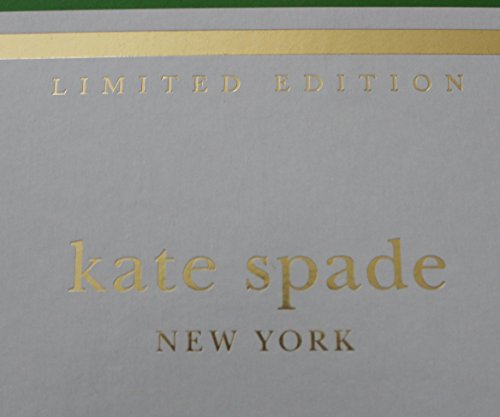 LIMITED EDITION
kate spade
NEW YORK